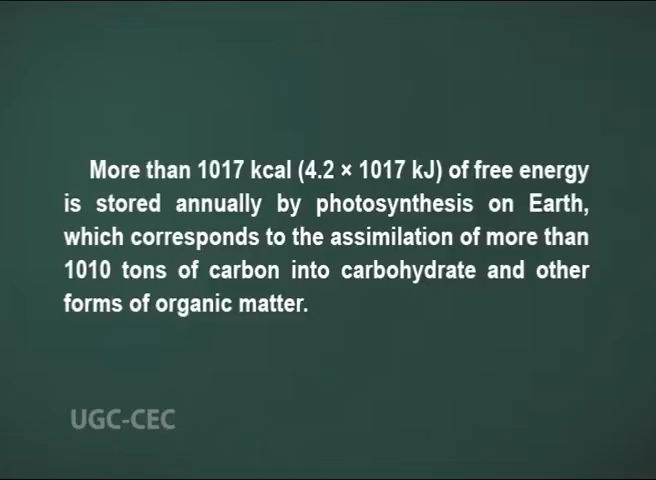 More than 1017 kcal (4.2 × 1017 kJ) of free energy
is stored annually by photosynthesis on Earth,
which corresponds to the assimilation of more than
1010 tons of carbon into carbohydrate and other
forms of organic matter.
UGC-CEC